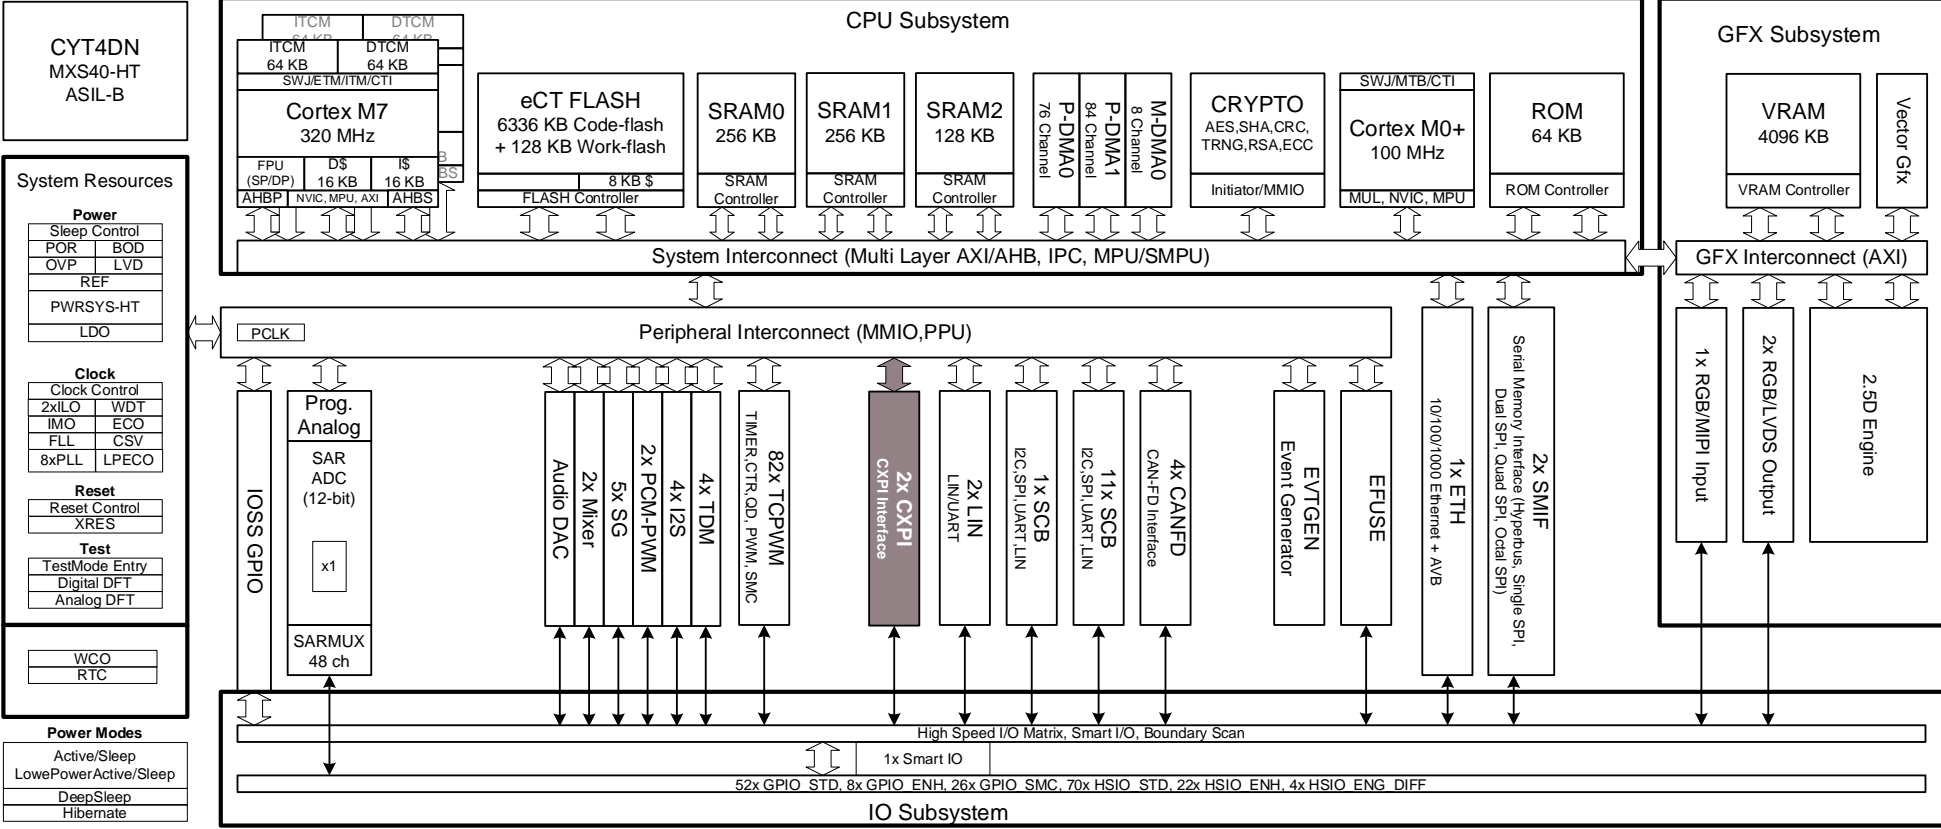 CYT4DN
MXS40-HT
ASIL-B
System Resources
Power
Sleep Control
POR BOD
OVP LVD
REF
PWRSYS-HT
LDO
Clock
Clock Control
2xILO WDT
IMO ECO
FLL CSV
8xPLL LPECO
Reset
Reset Control
XRES
Test
TestMode Entry
Digital DFT
Analog DFT
WCO
RTC
Power Modes
Active/Sleep
LowePowerActive/Sleep
DeepSleep
Hibernate
CPU Subsystem
ITCM
64 KB
DTCM
64 KB
ITCM
64 KB
DTCM
64 KB
SWJ/ETM/ITM/CTI
Cortex M7
320 MHz
FPU
(SP/DP)
D$
16 KB
I$
16 KB
B
BS
AHBP
NVIC, MPU, AXI
AHBS
eCT FLASH
6336 KB Code-flash
+ 128 KB Work-flash
8 KB $
FLASH Controller
SRAM0
256 KB
SRAM
Controller
SRAM1
256 KB
SRAM
Controller
SRAM2
128 KB
SRAM
Controller
P-DMA0
76 Channel
P-DMA1
84 Channel
M-DMA0
8 Channel
CRYPTO
AES,SHA,CRC,
TRNG,RSA,ECC
Initiator/MMIO
SWJ/MTB/CTI
Cortex M0+
100 MHz
MUL, NVIC, MPU
ROM
64 KB
ROM Controller
System Interconnect (Multi Layer AXI/AHB, IPC, MPU/SMPU)
GFX Subsystem
VRAM
4096 KB
VRAM Controller
Vector Gfx
GFX Interconnect (AXI)
1x RGB/MIPI Input
2x RGB/LVDS Output
2.5D Engine
PCLK
Peripheral Interconnect (MMIO,PPU)
IOSS GPIO
Prog.
Analog
SAR
ADC
(12-bit)
x1
SARMUX
48 ch
Audio DAC
2x Mixer
5x SG
2x PCM-PWM
4x I2S
4x TDM
82x TCPWM
TIMER,CTR,QD, PWM, SMC
2x CXPI
CXPI Interface
2x LIN
LIN/UART
1x SCB
I2C,SPI,UART,LIN
11x SCB
I2C,SPI,UART,LIN
4x CANFD
CAN-FD Interface
EVTGEN
Event Generator
EFUSE
1x ETH
10/100/1000 Ethernet + AVB
2x SMIF
Serial Memory Interface (Hyperbus, Single SPI,
Dual SPI, Quad SPI, Octal SPI)
High Speed I/O Matrix, Smart I/O, Boundary Scan
1x Smart IO
52x GPIO_STD, 8x GPIO_ENH, 26x GPIO_SMC, 70x HSIO_STD, 22x HSIO_ENH, 4x HSIO_ENG_DIFF
IO Subsystem